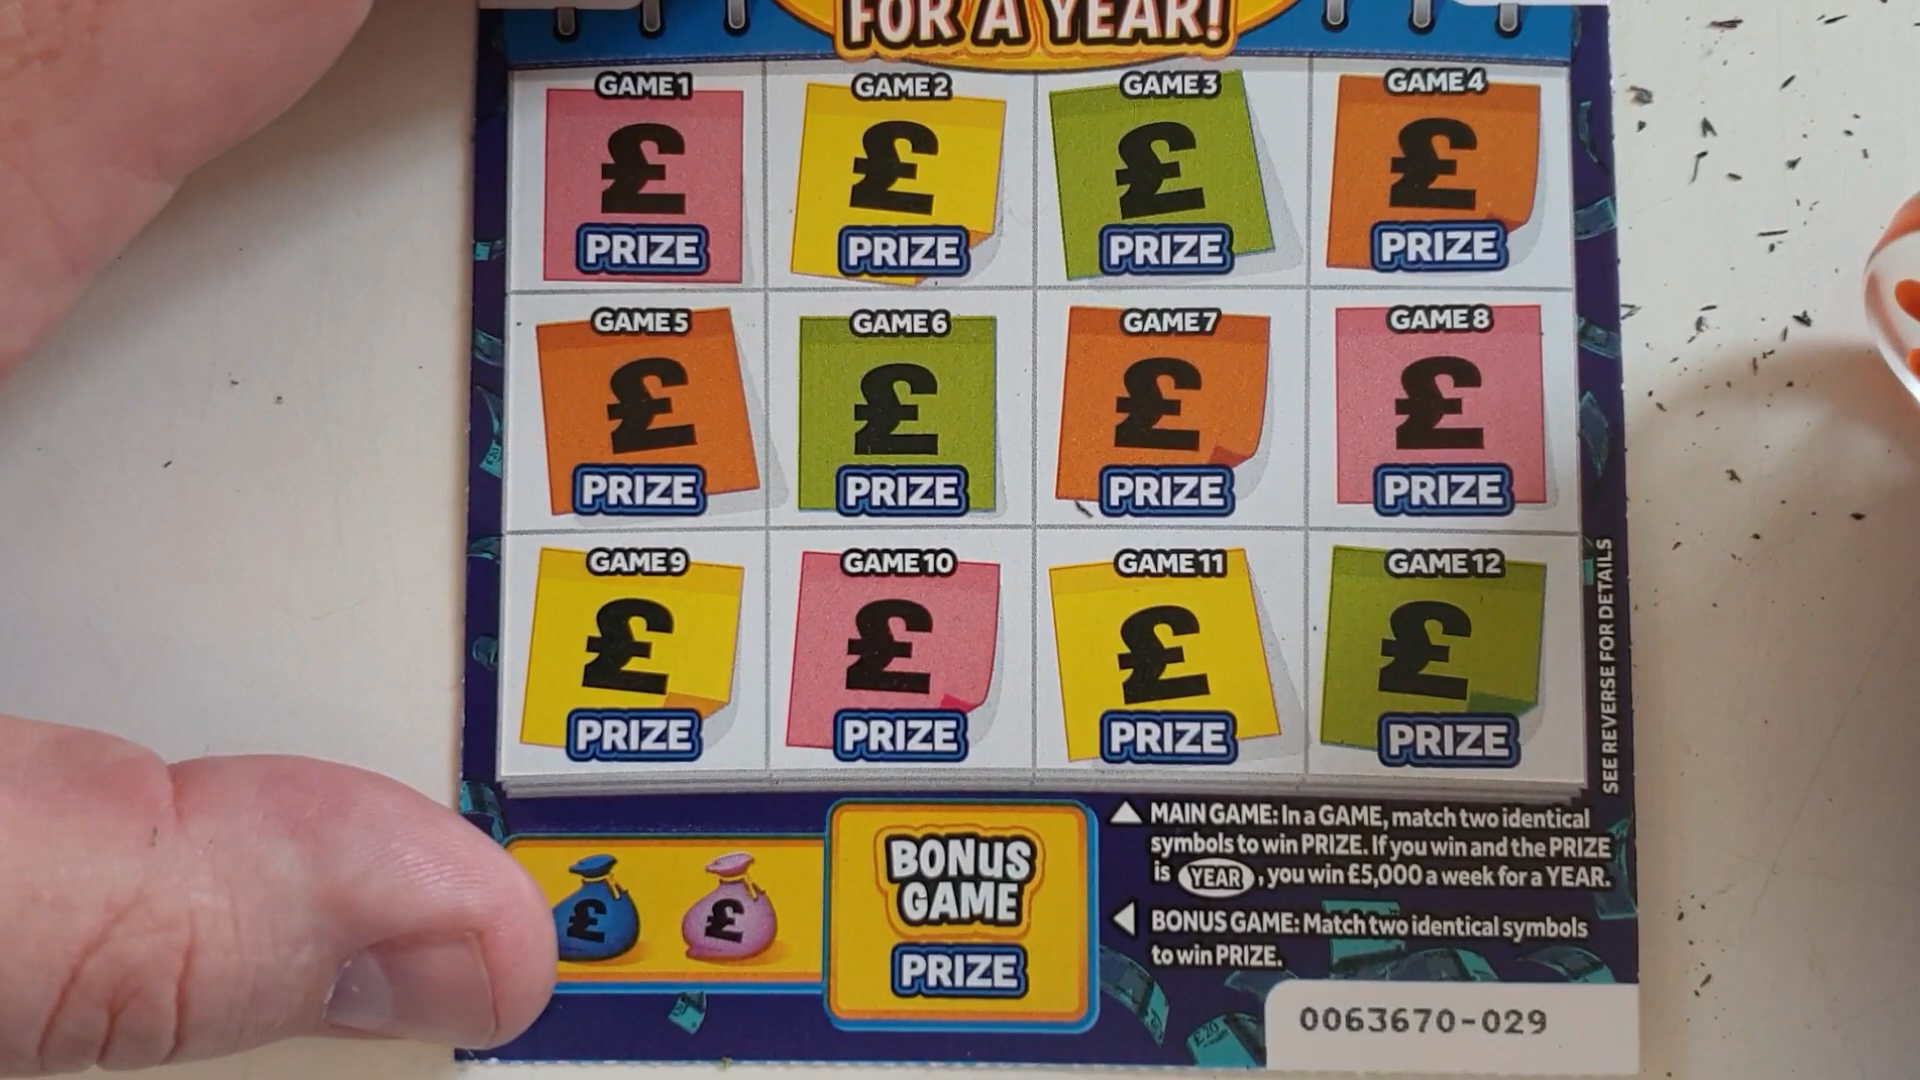 FOR A YEAR!
GAME 1 GAME 2 GAME 3 GAME 4
£ £ £ £
PRIZE PRIZE PRIZE PRIZE
GAME 5 GAME 6 GAME 7 GAME 8
£ £ £ £
PRIZE PRIZE PRIZE PRIZE
GAME 9 GAME 10 GAME 11 GAME 12
£ £ £ £
PRIZE PRIZE PRIZE PRIZE
SEE REVERSE FOR DETAILS
£ £
BONUS
GAME
PRIZE
MAIN GAME: In a GAME, match two identical
symbols to win PRIZE. If you win and the PRIZE
is YEAR, you win £5,000 a week for a YEAR.
BONUS GAME: Match two identical symbols
to win PRIZE.
£20
0063670-029